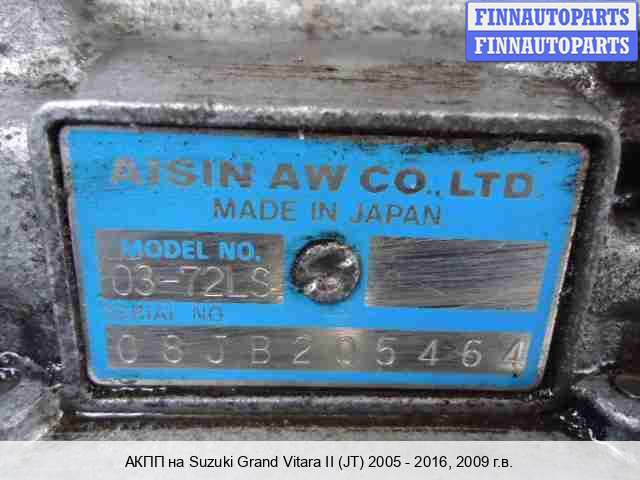 FINNAUTOPARTS
FINNAUTOPARTS
AISIN AW CO., LTD.
MADE IN JAPAN
MODEL NO.
03-72LS
SERIAL NO
08JB205464
АКПП на Suzuki Grand Vitara II (JT) 2005 - 2016, 2009 г.в.